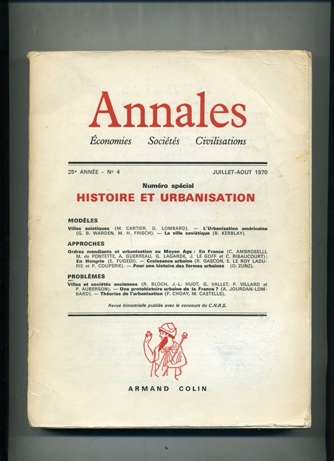 Annales
Économies Sociétés Civilisations
25e ANNÉE - No 4 JUILLET-AOUT 1970
Numéro spécial
HISTOIRE ET URBANISATION
MODÈLES
Villes asiatiques (M. CARTIER, D. LOMBARD). — L'Urbanisation américaine
(G. B. WARDEN, M. H. FRISCH). — La ville soviétique (B. KERBLAY).
APPROCHES
Ordres mendiants et urbanisation au Moyen Age : En France (C. AMBROSELLI,
M. de FONTETTE, A. GUERREAU, G. LAGARDE, J. LE GOFF et C. RIBAUCOURT) ;
En Hongrie (E. FUGEDI). — Croissance urbaine (R. GASCON, E. LE ROY LADU-
RIE et P. COUPERIE). — Pour une histoire des formes urbaines (O. ZUNZ).
PROBLÈMES
Villes et sociétés anciennes (R. BLOCH, J.-L. HUOT, G. VALLET, F. VILLARD et
P. AUBERSON). — Une protohistoire urbaine de la France ? (A. JOURDAN-LOM-
BARD). — Théories de l'urbanisation (F. CHOAY, M. CASTELLS).
Revue bimestrielle publiée avec le concours du C.N.R.S.
ARMAND COLIN